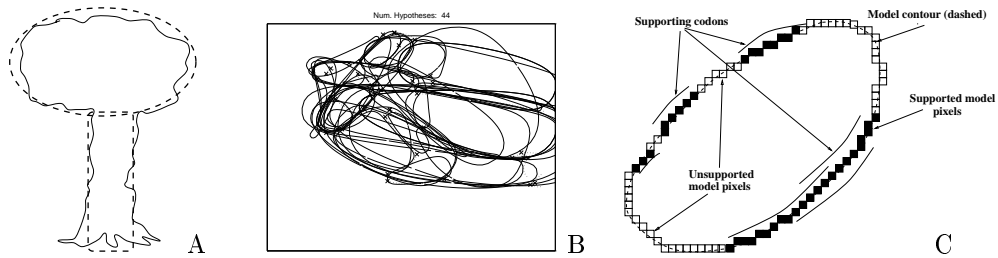 Num. Hypotheses: 44
A
B
Supporting codons
Model contour (dashed)
Supported model
pixels
Unsupported
model pixels
C